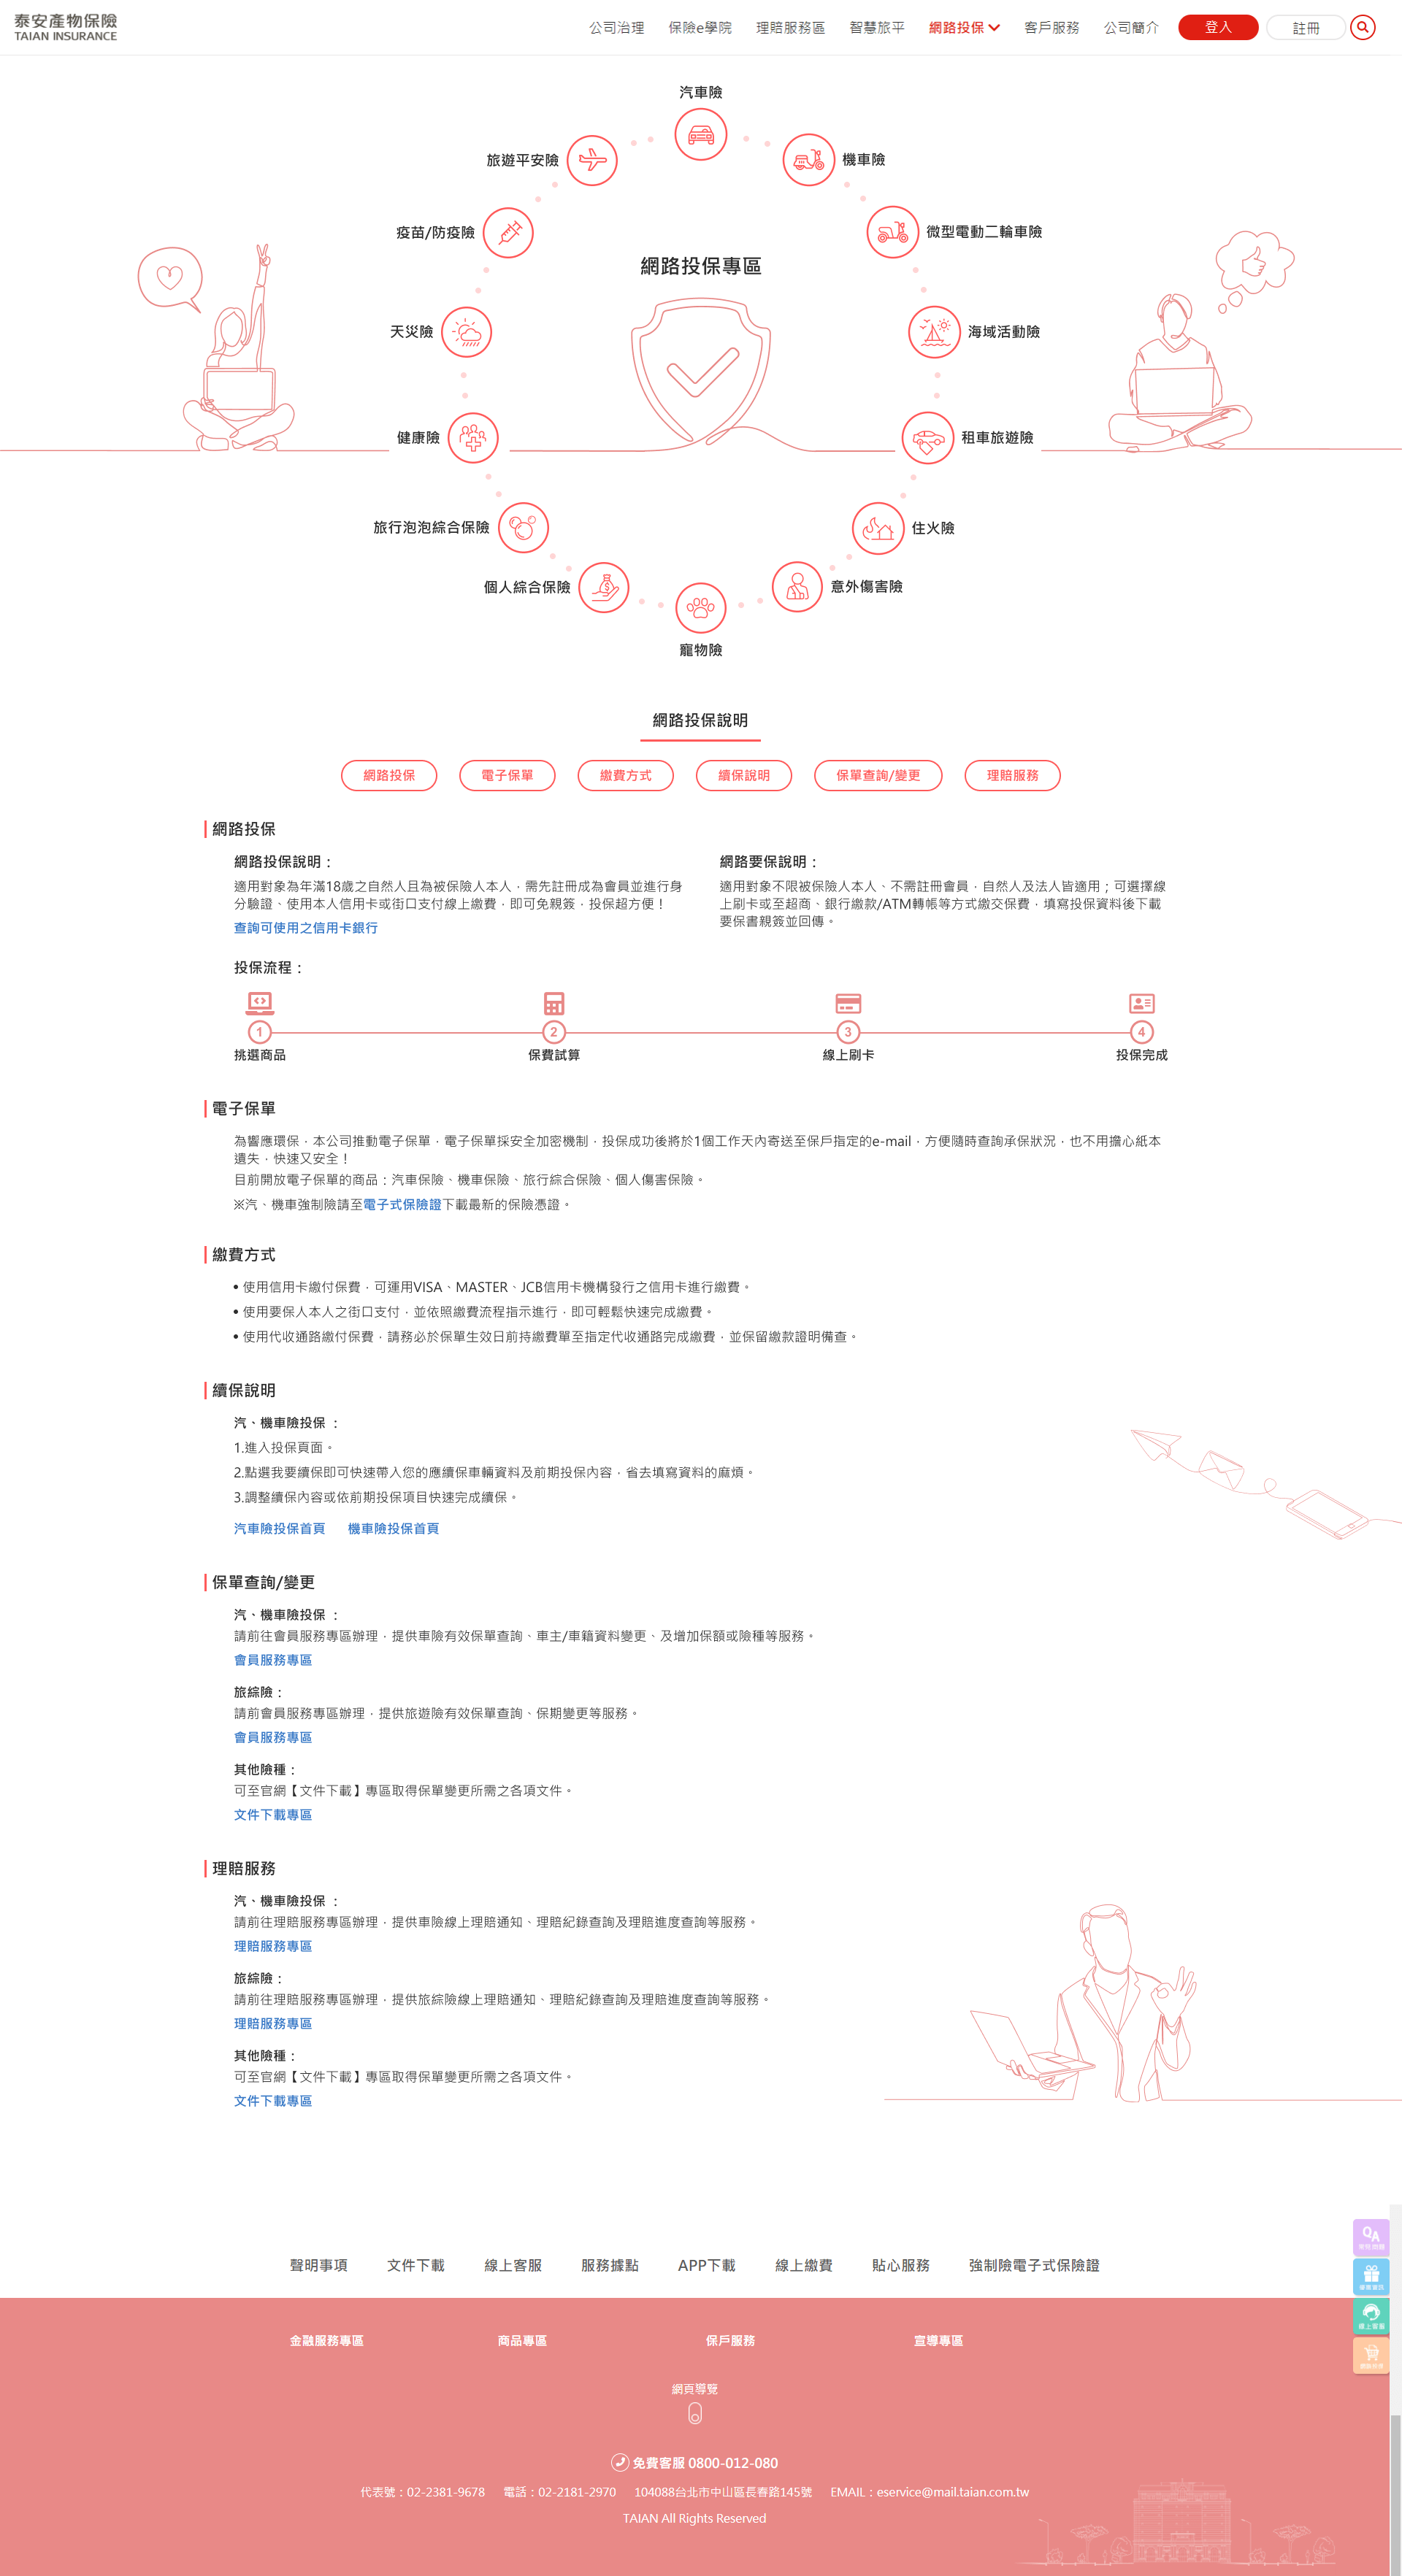 泰安產物保險
TAIAN INSURANCE
公司治理
保險e學院
理賠服務區
智慧旅平
網路投保
客戶服務
公司簡介
登入
註冊
汽車險
旅遊平安險
機車險
疫苗/防疫險
微型電動二輪車險
網路投保專區
天災險
海域活動險
健康險
租車旅遊險
旅行泡泡綜合保險
住火險
個人綜合保險
意外傷害險
寵物險
網路投保說明
網路投保
電子保單
繳費方式
續保說明
保單查詢/變更
理賠服務
網路投保
網路投保說明：
適用對象為年滿18歲之自然人且為被保險人本人，需先註冊成為會員並進行身
分驗證、使用本人信用卡或街口支付線上繳費，即可免親簽，投保超方便！
查詢可使用之信用卡銀行
網路要保說明：
適用對象不限被保險人本人、不需註冊會員，自然人及法人皆適用；可選擇線
上刷卡或至超商、銀行繳款/ATM轉帳等方式繳交保費，填寫投保資料後下載
要保書親簽並回傳。
投保流程：
1
2
3
4
挑選商品
保費試算
線上刷卡
投保完成
電子保單
為響應環保，本公司推動電子保單，電子保單採安全加密機制，投保成功後將於1個工作天內寄送至保戶指定的e-mail，方便隨時查詢承保狀況，也不用擔心紙本
遺失，快速又安全！
目前開放電子保單的商品：汽車保險、機車保險、旅行綜合保險、個人傷害保險。
※汽、機車強制險請至電子式保險證下載最新的保險憑證。
繳費方式
• 使用信用卡繳付保費，可運用VISA、MASTER、JCB信用卡機構發行之信用卡進行繳費。
• 使用要保人本人之街口支付，並依照繳費流程指示進行，即可輕鬆快速完成繳費。
• 使用代收通路繳付保費，請務必於保單生效日前持繳費單至指定代收通路完成繳費，並保留繳款證明備查。
續保說明
汽、機車險投保 ：
1.進入投保頁面。
2.點選我要續保即可快速帶入您的應續保車輛資料及前期投保內容，省去填寫資料的麻煩。
3.調整續保內容或依前期投保項目快速完成續保。
汽車險投保首頁
機車險投保首頁
保單查詢/變更
汽、機車險投保 ：
請前往會員服務專區辦理，提供車險有效保單查詢、車主/車籍資料變更、及增加保額或險種等服務。
會員服務專區
旅綜險：
請前會員服務專區辦理，提供旅遊險有效保單查詢、保期變更等服務。
會員服務專區
其他險種：
可至官網【文件下載】專區取得保單變更所需之各項文件。
文件下載專區
理賠服務
汽、機車險投保 ：
請前往理賠服務專區辦理，提供車險線上理賠通知、理賠紀錄查詢及理賠進度查詢等服務。
理賠服務專區
旅綜險：
請前往理賠服務專區辦理，提供旅綜險線上理賠通知、理賠紀錄查詢及理賠進度查詢等服務。
理賠服務專區
其他險種：
可至官網【文件下載】專區取得保單變更所需之各項文件。
文件下載專區
QA
線上客服
聲明事項
文件下載
線上客服
服務據點
APP下載
線上繳費
貼心服務
強制險電子式保險證
金融服務專區
商品專區
保戶服務
宣導專區
網頁導覽
免費客服 0800-012-080
代表號：02-2381-9678
電話：02-2181-2970
104088台北市中山區長春路145號
EMAIL：eservice@mail.taian.com.tw
TAIAN All Rights Reserved